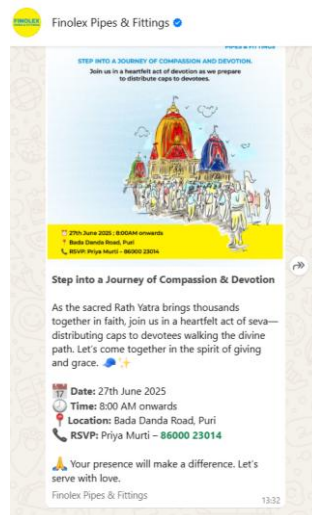 FINOLEX
Finolex Pipes & Fittings
PIPES & FITTINGS
STEP INTO A JOURNEY OF COMPASSION AND DEVOTION.
Join us in a heartfelt act of devotion as we prepare
to distribute caps to devotees.
27th June 2025 ; 8:00AM onwards
Bada Danda Road, Puri
RSVP: Priya Murti – 86000 23014
Step into a Journey of Compassion & Devotion
As the sacred Rath Yatra brings thousands
together in faith, join us in a heartfelt act of seva—
distributing caps to devotees walking the divine
path. Let's come together in the spirit of giving
and grace. 🧢 ✨
📅 Date: 27th June 2025
🕗 Time: 8:00 AM onwards
📍 Location: Bada Danda Road, Puri
📞 RSVP: Priya Murti – 86000 23014
🙏 Your presence will make a difference. Let's
serve with love.
Finolex Pipes & Fittings
13:32